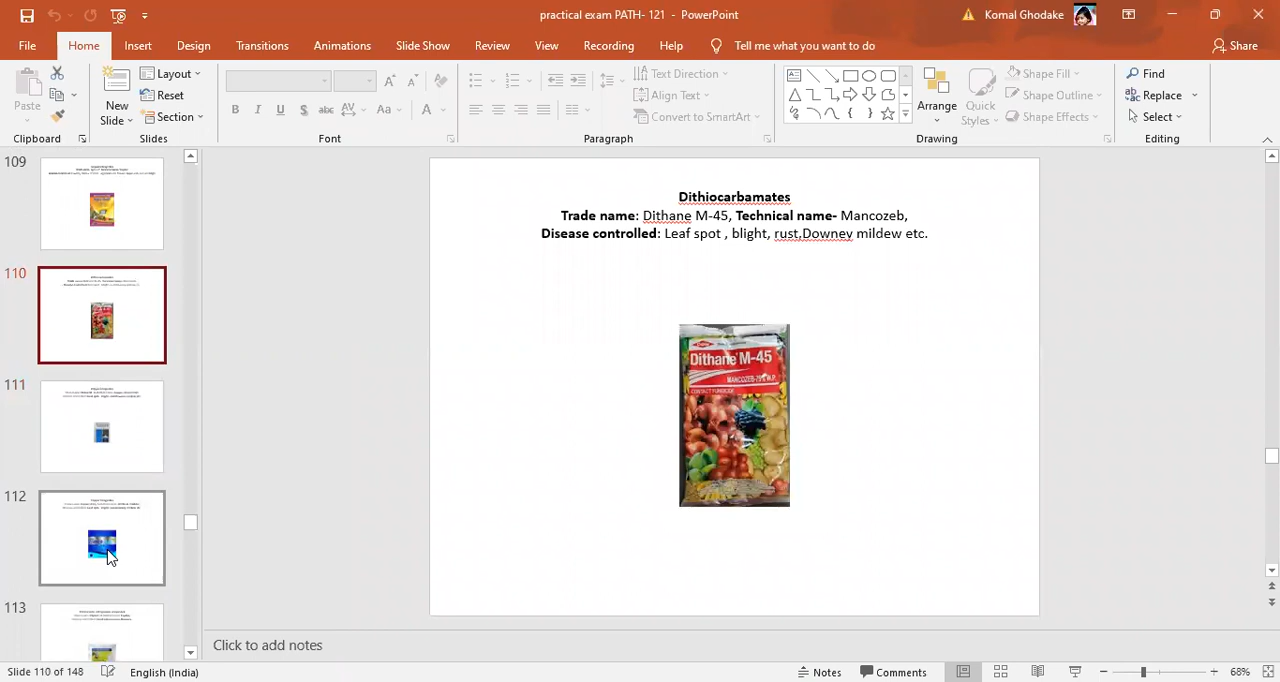 practical exam PATH- 121 - PowerPoint
Komal Ghodake
File Home Insert Design Transitions Animations Slide Show Review View Recording Help Tell me what you want to do Share
Paste
New Slide
Layout
Reset
Section
Aa
A
Text Direction
Align Text
Convert to SmartArt
Arrange
Quick Styles
Shape Fill
Shape Outline
Shape Effects
Find
Replace
Select
Clipboard Slides Font Paragraph Drawing Editing
109
110
111
112
113
Dithiocarbamates
Trade name: Dithane M-45, Technical name- Mancozeb,
Disease controlled: Leaf spot , blight, rust,Downey mildew etc.
Dithane M-45
MANCOZEB 75% W.P.
CONTACT FUNGICIDE
Click to add notes
Slide 110 of 148 English (India) Notes Comments 68%